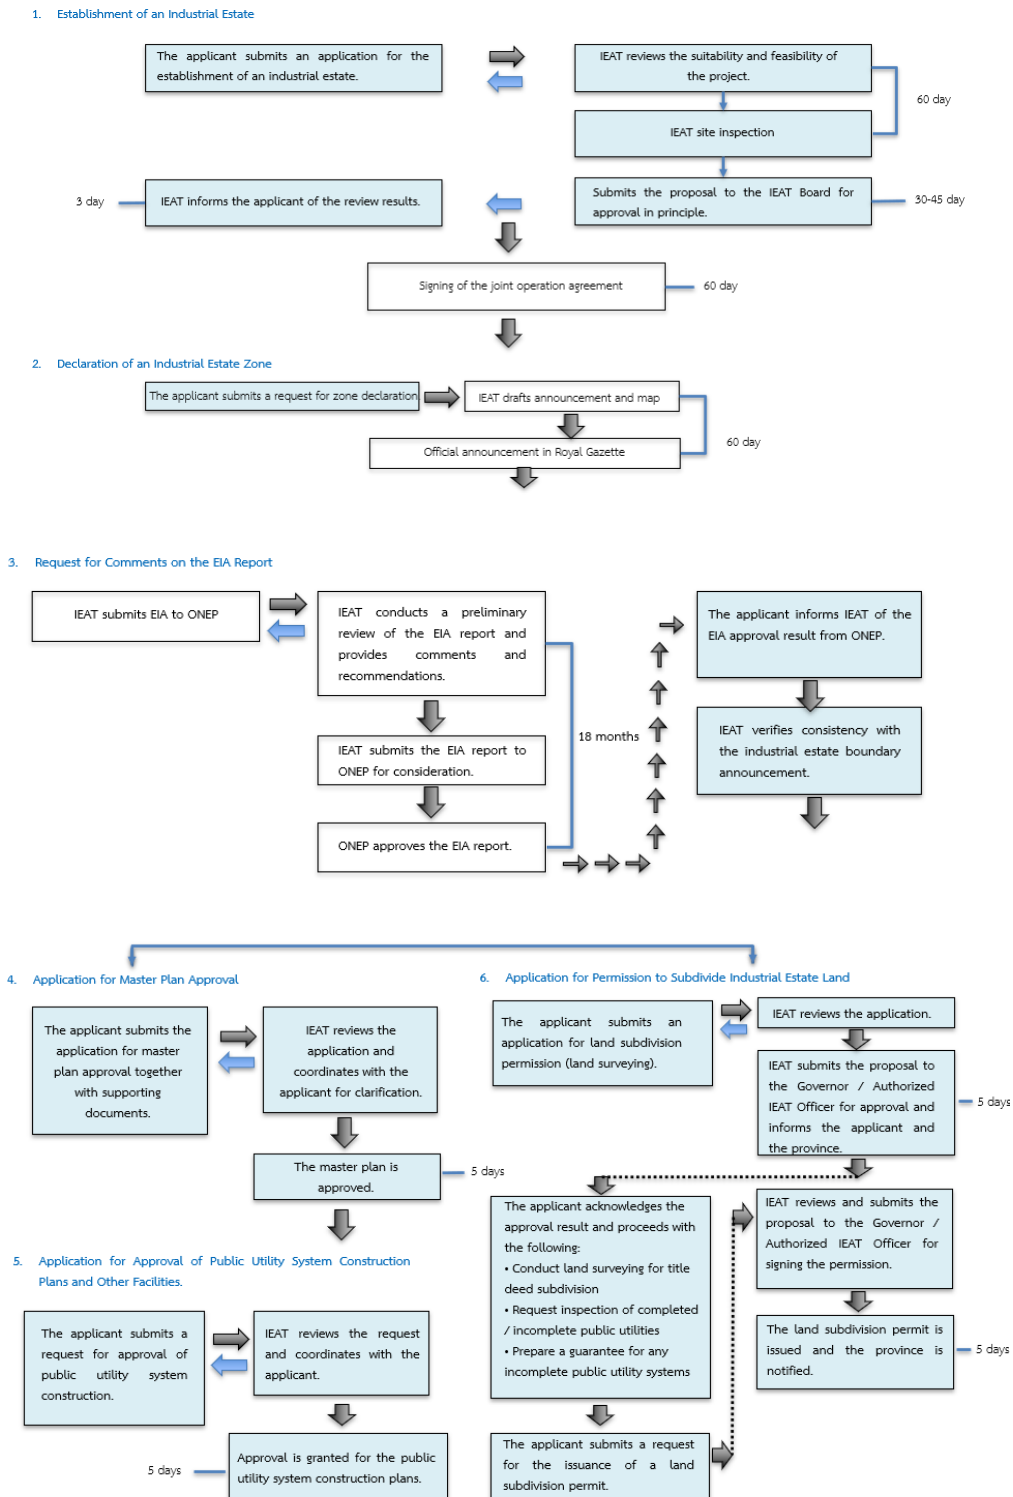 1. Establishment of an Industrial Estate
The applicant submits an application for the
establishment of an industrial estate.
IEAT reviews the suitability and feasibility of
the project.
60 day
IEAT site inspection
3 day
IEAT informs the applicant of the review results.
Submits the proposal to the IEAT Board for
approval in principle.
30-45 day
Signing of the joint operation agreement
60 day
2. Declaration of an Industrial Estate Zone
The applicant submits a request for zone declaration.
IEAT drafts announcement and map
60 day
Official announcement in Royal Gazette
3. Request for Comments on the EIA Report
IEAT submits EIA to ONEP
IEAT conducts a preliminary
review of the EIA report and
provides comments and
recommendations.
IEAT submits the EIA report to
ONEP for consideration.
ONEP approves the EIA report.
18 months
The applicant informs IEAT of the
EIA approval result from ONEP.
IEAT verifies consistency with
the industrial estate boundary
announcement.
4. Application for Master Plan Approval
The applicant submits the
application for master
plan approval together
with supporting
documents.
IEAT reviews the
application and
coordinates with the
applicant for clarification.
The master plan is
approved.
5 days
5. Application for Approval of Public Utility System Construction
Plans and Other Facilities.
The applicant submits a
request for approval of
public utility system
construction.
IEAT reviews the request
and coordinates with the
applicant.
5 days
Approval is granted for the public
utility system construction plans.
6. Application for Permission to Subdivide Industrial Estate Land
The applicant submits an
application for land subdivision
permission (land surveying).
IEAT reviews the application.
IEAT submits the proposal to
the Governor / Authorized
IEAT Officer for approval and
informs the applicant and
the province.
5 days
The applicant acknowledges the
approval result and proceeds with
the following:
• Conduct land surveying for title
deed subdivision
• Request inspection of completed
/ incomplete public utilities
• Prepare a guarantee for any
incomplete public utility systems
The applicant submits a request
for the issuance of a land
subdivision permit.
IEAT reviews and submits the
proposal to the Governor /
Authorized IEAT Officer for
signing the permission.
The land subdivision permit is
issued and the province is
notified.
5 days